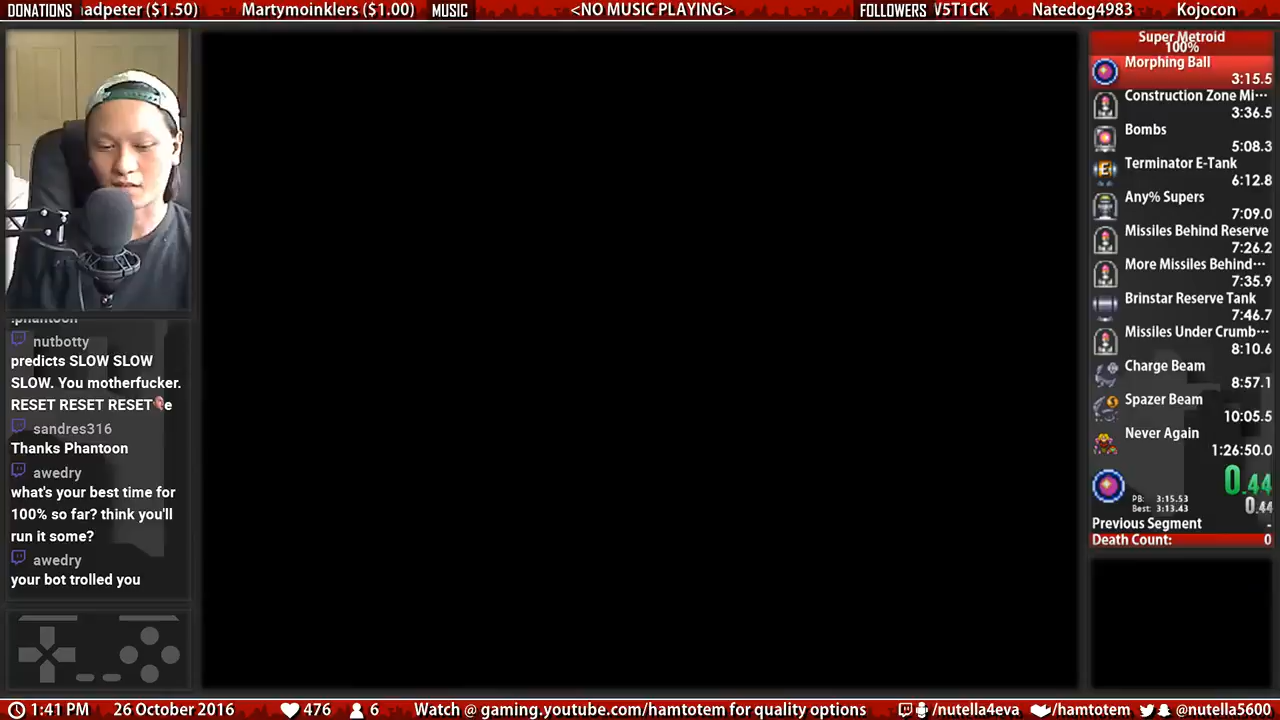 DONATIONS adpeter ($1.50) Martymoinklers ($1.00) MUSIC <NO MUSIC PLAYING> FOLLOWERS V5T1CK Natedog4983 Kojocon
Super Metroid
100%
Morphing Ball
3:15.5
Construction Zone Mi...
3:36.5
Bombs
5:08.3
Terminator E-Tank
6:12.8
Any% Supers
7:09.0
Missiles Behind Reserve
7:26.2
More Missiles Behind...
7:35.9
Brinstar Reserve Tank
7:46.7
Missiles Under Crumb...
8:10.6
Charge Beam
8:57.1
Spazer Beam
10:05.5
Never Again
1:26:50.0
0.44
PB: 3:15.53
Best: 3:13.43
0.44
Previous Segment -
Death Count: 0
!phantoon
nutbotty
predicts SLOW SLOW
SLOW. You motherfucker.
RESET RESET RESET e
sandres316
Thanks Phantoon
awedry
what's your best time for
100% so far? think you'll
run it some?
awedry
your bot trolled you
1:41 PM 26 October 2016 476 6 Watch @ gaming.youtube.com/hamtotem for quality options /nutella4eva /hamtotem @nutella5600